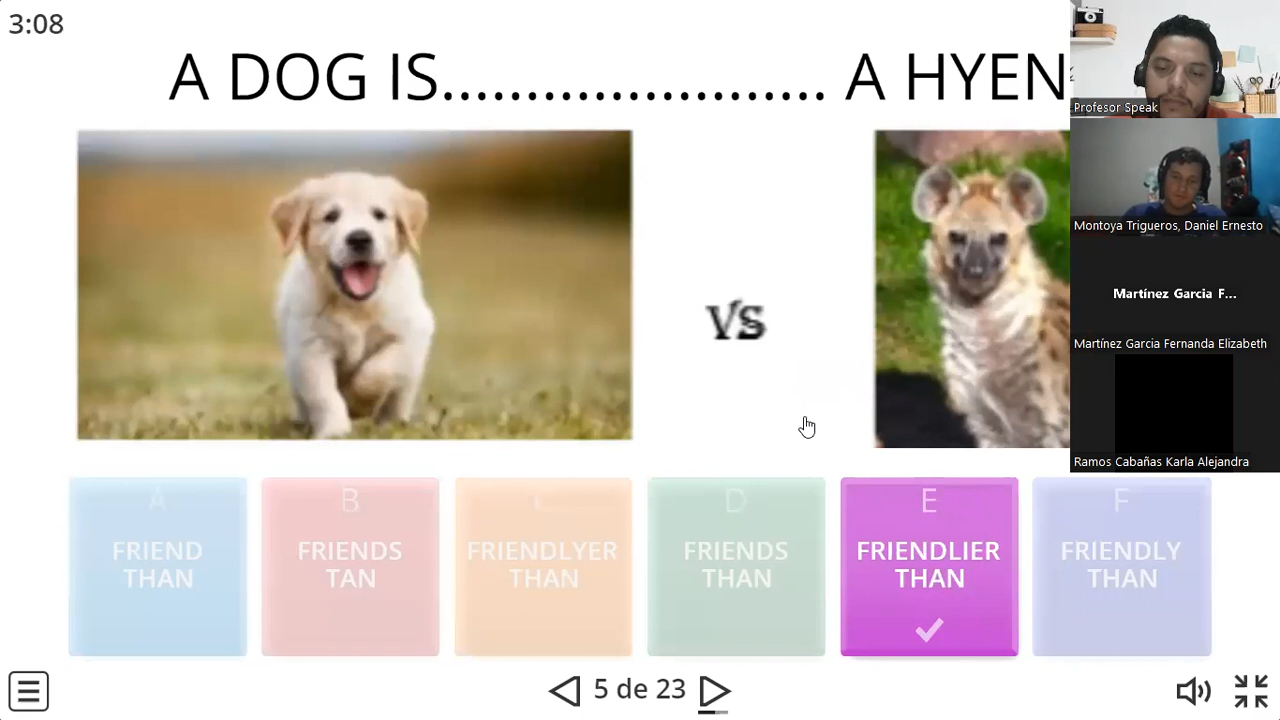 3:08
A DOG IS....................... A HYEN
Profesor Speak
VS
Montoya Trigueros, Daniel Ernesto
Martínez Garcia F...
Martínez Garcia Fernanda Elizabeth
Ramos Cabañas Karla Alejandra
A
FRIEND
THAN
B
FRIENDS
TAN
C
FRIENDLYER
THAN
D
FRIENDS
THAN
E
FRIENDLIER
THAN
F
FRIENDLY
THAN
5 de 23